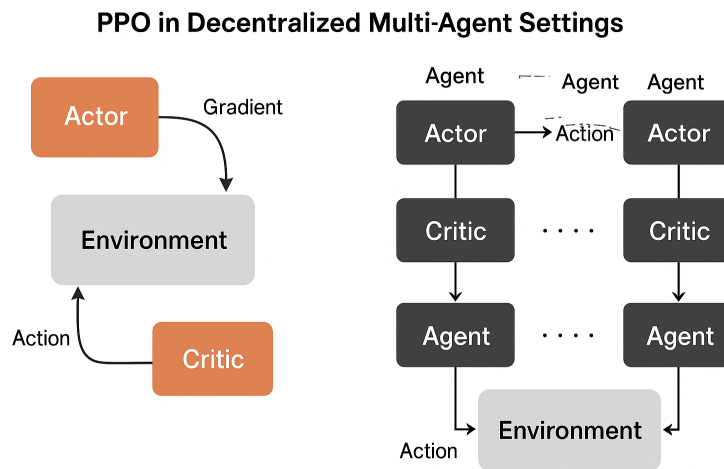 PPO in Decentralized Multi-Agent Settings
Actor
Gradient
Environment
Action
Critic
Agent
Agent
Agent
Actor
Action
Actor
Critic
. . . .
Critic
Agent
. . . .
Agent
Action
Environment